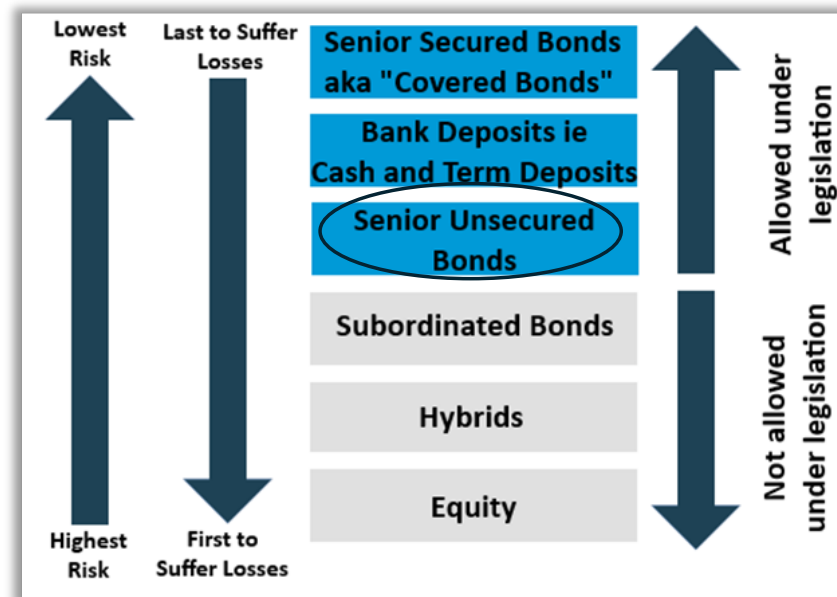 Lowest
Risk
Last to Suffer
Losses
Senior Secured Bonds
aka "Covered Bonds"
Bank Deposits ie
Cash and Term Deposits
Senior Unsecured
Bonds
Subordinated Bonds
Hybrids
Equity
Highest
Risk
First to
Suffer Losses
Allowed under
legislation
Not allowed
under legislation